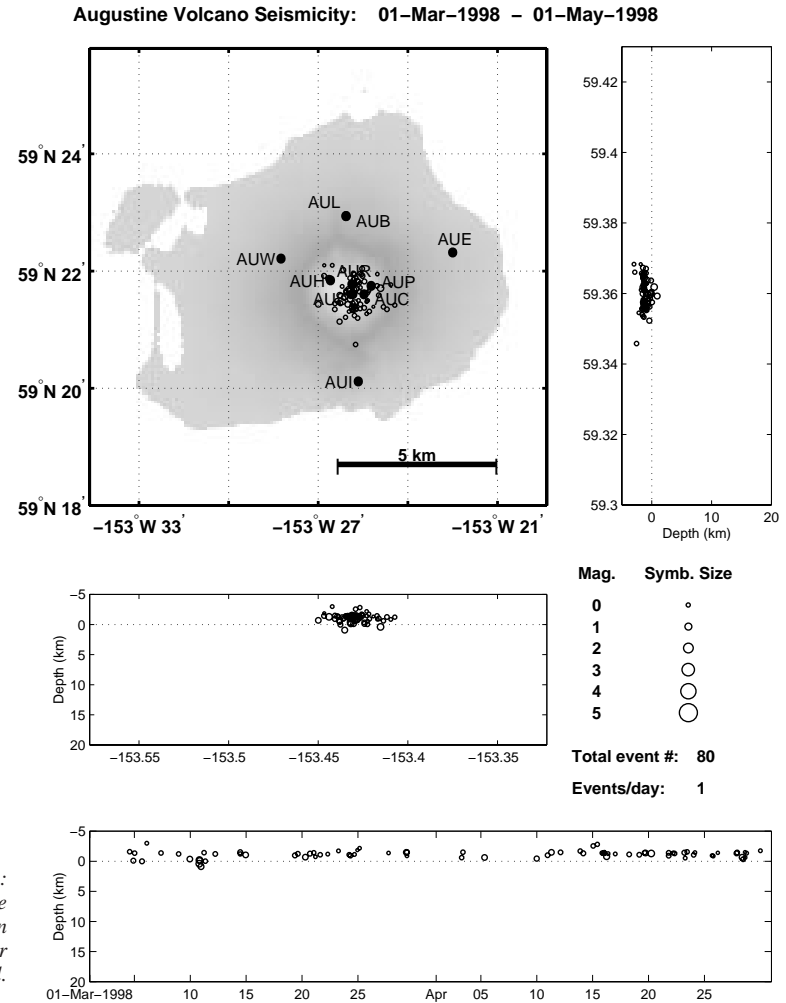 Augustine Volcano Seismicity: 01−Mar−1998 − 01−May−1998
59°N 24'
59°N 22'
59°N 20'
59°N 18'
−153°W 33'
−153°W 27'
−153°W 21'
AUL
AUB
AUE
AUW
AUH
AUP
AUC
AUI
5 km
59.42
59.4
59.38
59.36
59.34
59.32
59.3
0
10
20
Depth (km)
−5
0
5
10
15
20
Depth (km)
−153.55
−153.5
−153.45
−153.4
−153.35
Mag. Symb. Size
0
1
2
3
4
5
Total event #: 80
Events/day: 1
−5
0
5
10
15
20
Depth (km)
01−Mar−1998
10
15
20
25
Apr
05
10
15
20
25
:
e
n
r
l.